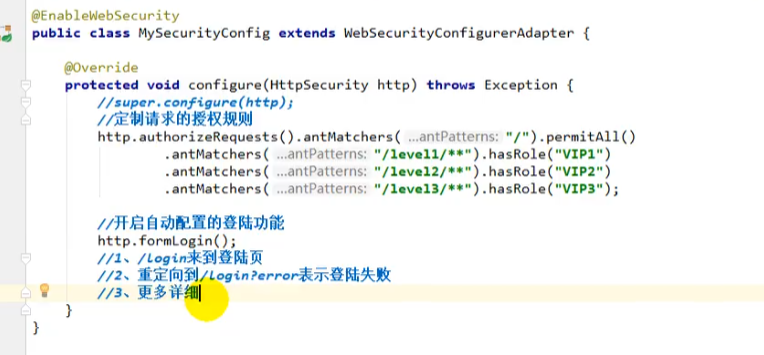 @EnableWebSecurity
public class MySecurityConfig extends WebSecurityConfigurerAdapter {
@Override
protected void configure(HttpSecurity http) throws Exception {
//super.configure(http);
//定制请求的授权规则
http.authorizeRequests().antMatchers( ...antPatterns: "/").permitAll()
.antMatchers( ...antPatterns: "/level1/**").hasRole("VIP1")
.antMatchers( ...antPatterns: "/level2/**").hasRole("VIP2")
.antMatchers( ...antPatterns: "/level3/**").hasRole("VIP3");
//开启自动配置的登陆功能
http.formLogin();
//1、/login来到登陆页
//2、重定向到/login?error表示登陆失败
//3、更多详细
}
}